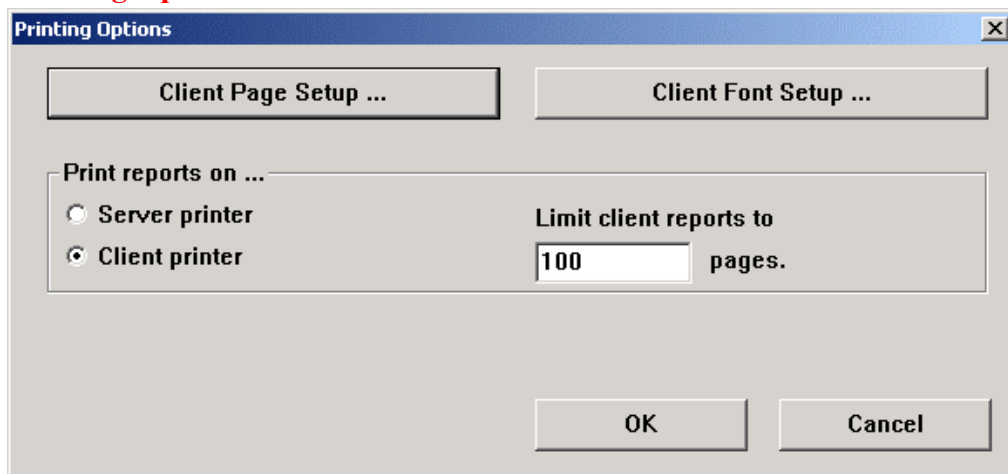 Printing Options
Client Page Setup ...
Client Font Setup ...
Print reports on ...
Server printer
Client printer
Limit client reports to
100 pages.
OK
Cancel